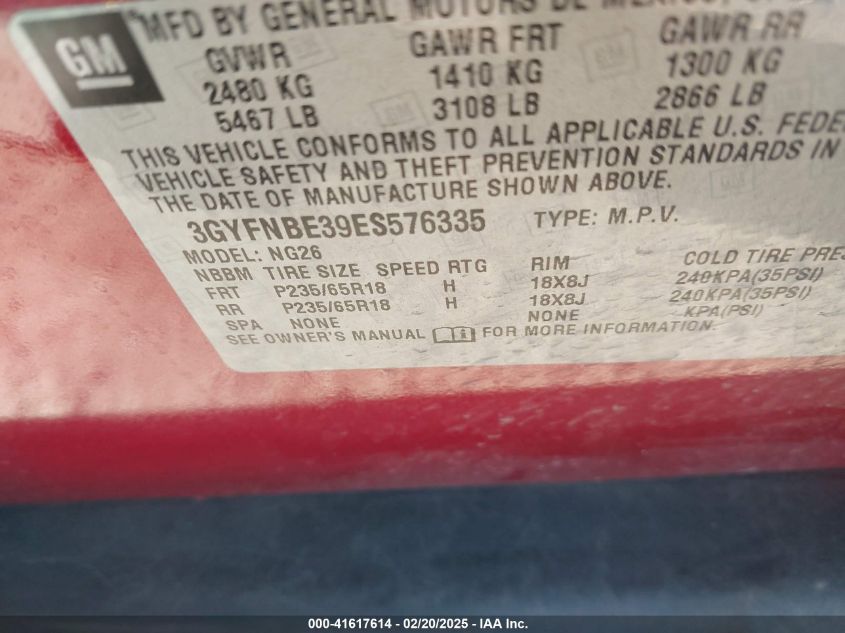 MFD BY GENERAL MOTORS DE MEXICO,
GM
GVWR GAWR FRT GAWR RR
2480 KG 1410 KG 1300 KG
5467 LB 3108 LB 2866 LB
THIS VEHICLE CONFORMS TO ALL APPLICABLE U.S. FEDE
VEHICLE SAFETY AND THEFT PREVENTION STANDARDS IN
THE DATE OF MANUFACTURE SHOWN ABOVE.
3GYFNBE39ES576335 TYPE: M.P.V.
MODEL: NG26
NBBM TIRE SIZE SPEED RTG RIM COLD TIRE PRES
FRT P235/65R18 H 18X8J 240KPA(35PSI)
RR P235/65R18 H 18X8J 240KPA(35PSI)
SPA NONE NONE KPA(PSI)
SEE OWNER'S MANUAL FOR MORE INFORMATION.
000-41617614 / 02/20/2025 - IAA Inc.